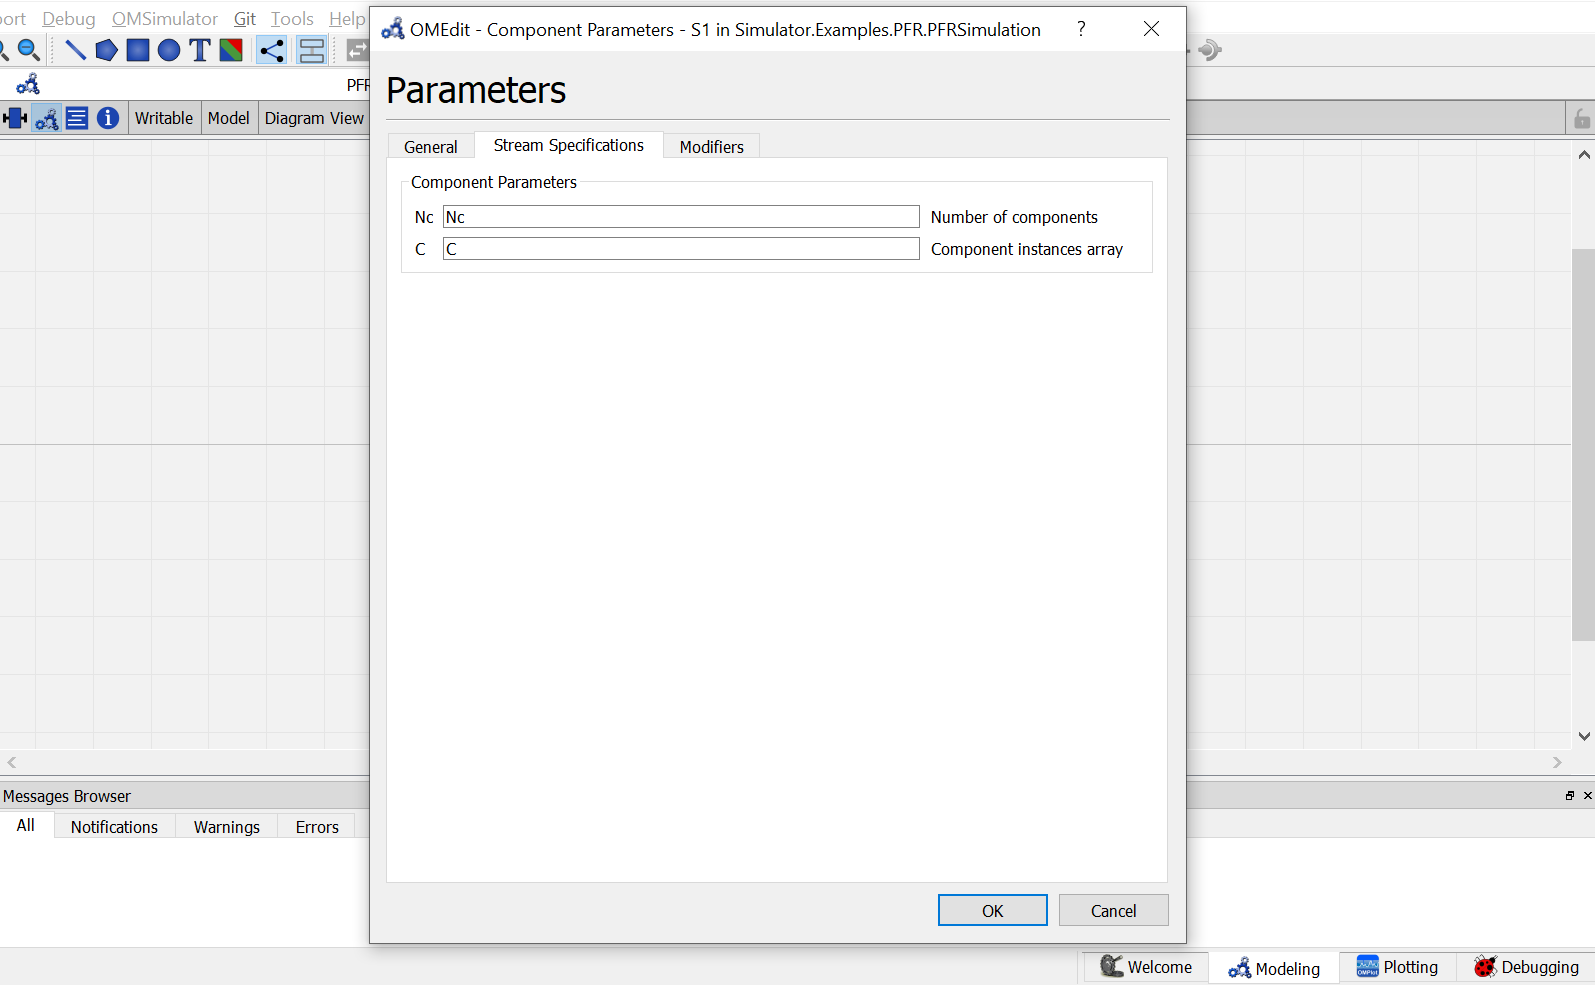 ort Debug OMSimulator Git Tools Help
OMEdit - Component Parameters - S1 in Simulator.Examples.PFR.PFRSimulation ?
T
PFR
Writable Model Diagram View
Parameters
General Stream Specifications Modifiers
Component Parameters
Nc Nc Number of components
C C Component instances array
Messages Browser
All Notifications Warnings Errors
OK Cancel
Welcome Modeling OMPlot Plotting Debugging